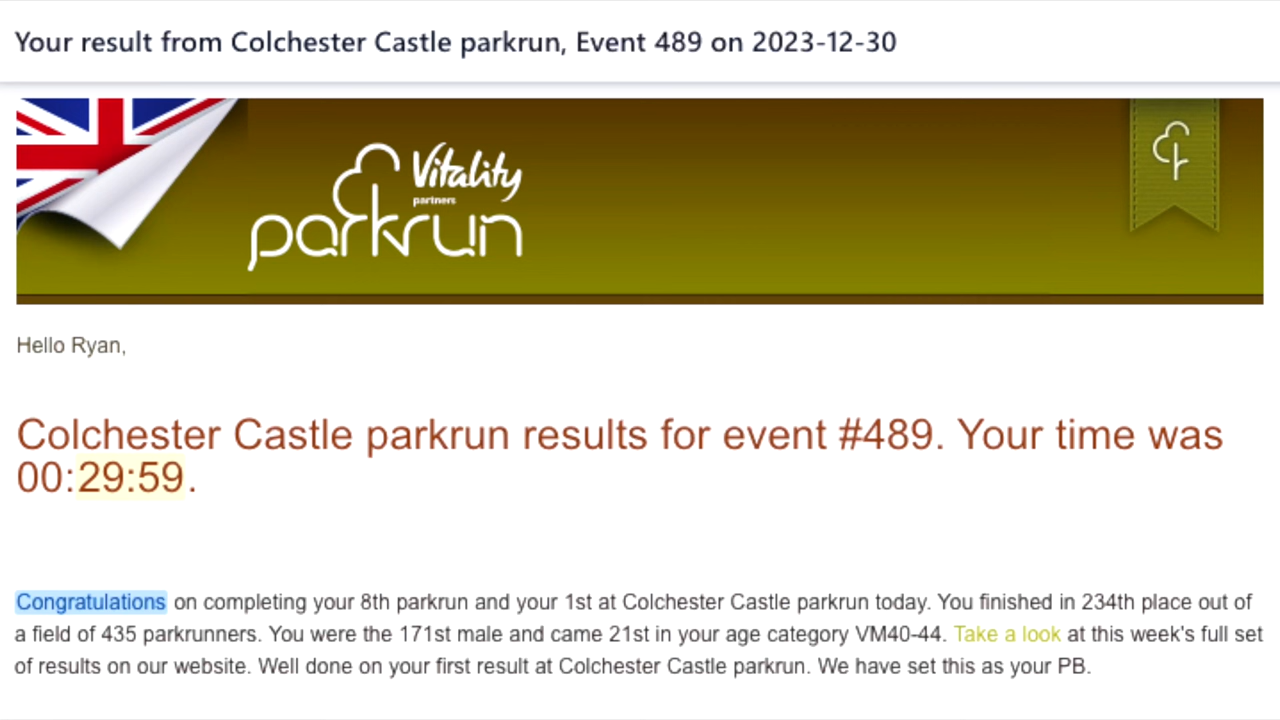 Your result from Colchester Castle parkrun, Event 489 on 2023-12-30
Vitality
partners
parkrun
Hello Ryan,
Colchester Castle parkrun results for event #489. Your time was
00:29:59.
Congratulations on completing your 8th parkrun and your 1st at Colchester Castle parkrun today. You finished in 234th place out of
a field of 435 parkrunners. You were the 171st male and came 21st in your age category VM40-44. Take a look at this week's full set
of results on our website. Well done on your first result at Colchester Castle parkrun. We have set this as your PB.